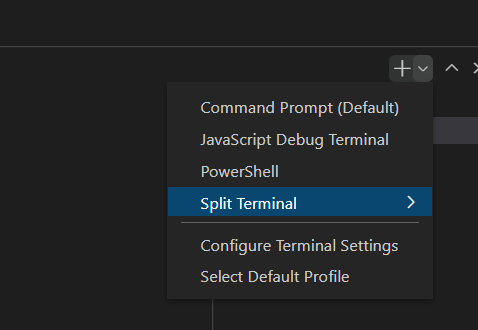 Command Prompt (Default)
JavaScript Debug Terminal
PowerShell
Split Terminal
Configure Terminal Settings
Select Default Profile